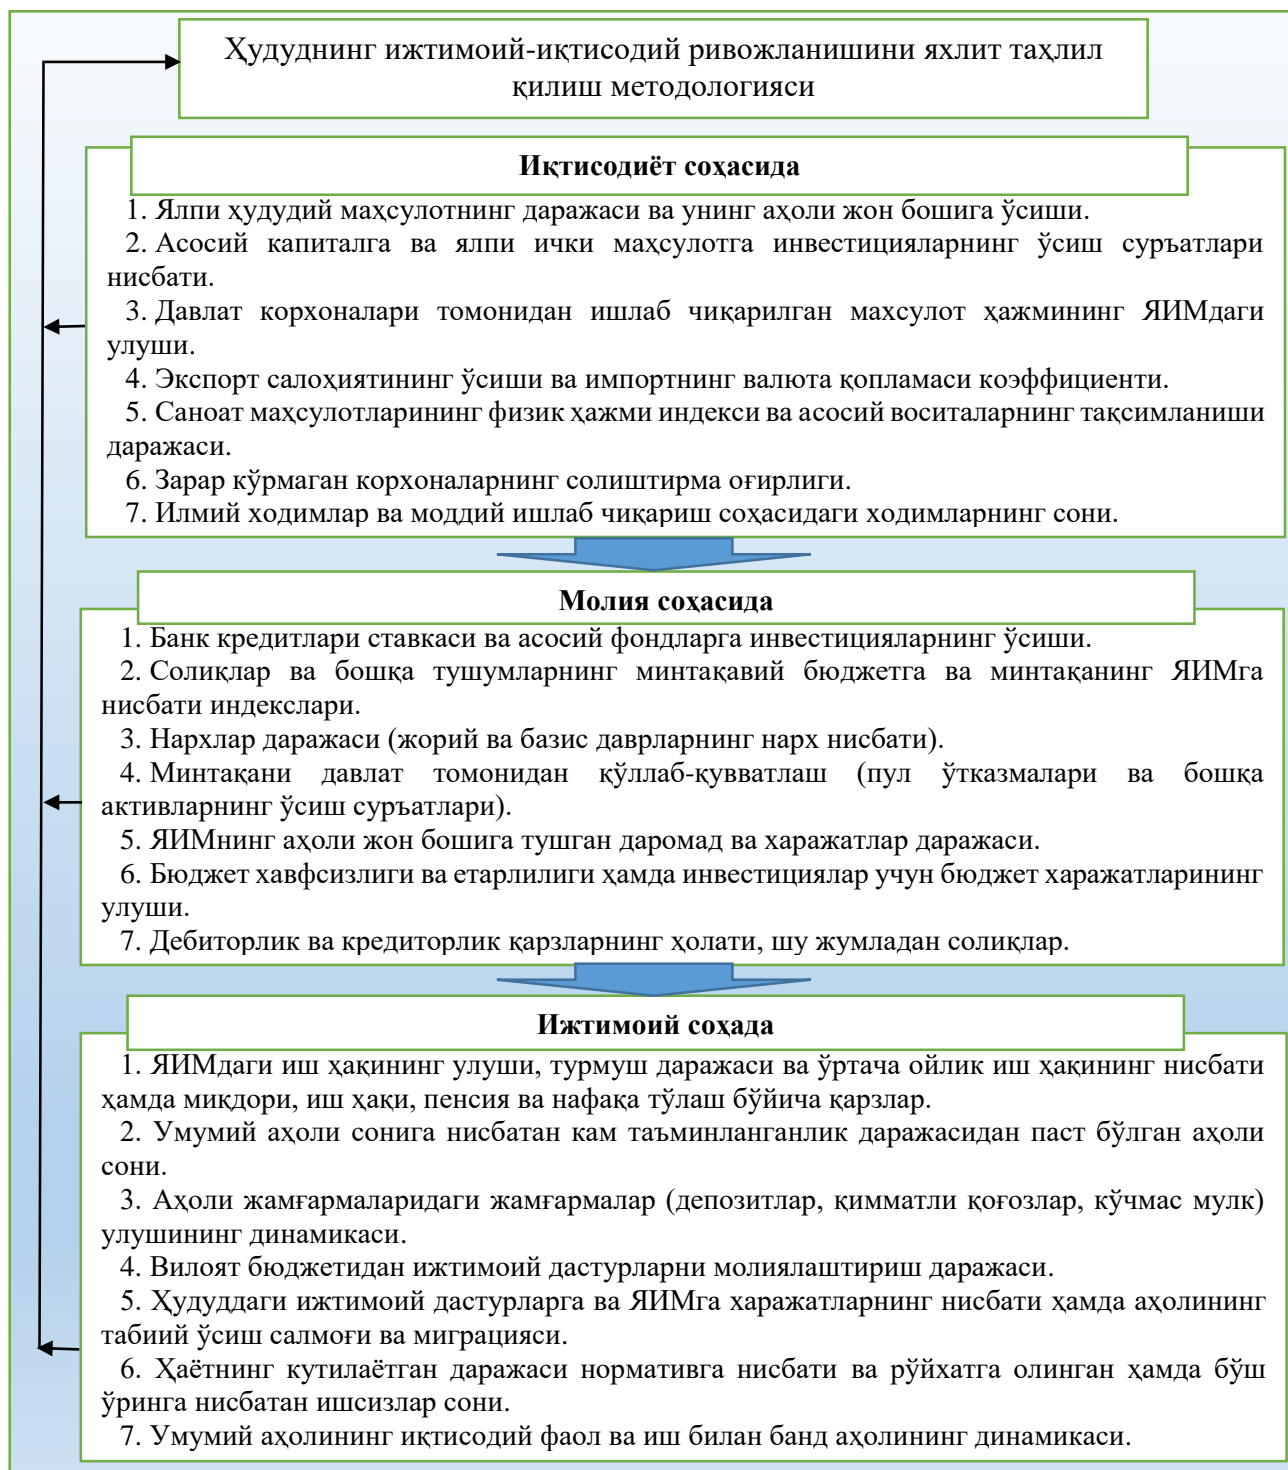 Ҳудуднинг ижтимоий-иқтисодий ривожланишини яхлит таҳлил
қилиш методологияси
Иқтисодиёт соҳасида
1. Ялпи ҳудудий маҳсулотнинг даражаси ва унинг аҳоли жон бошига ўсиши.
2. Асосий капиталга ва ялпи ички маҳсулотга инвестицияларнинг ўсиш суръатлари
нисбати.
3. Давлат корхоналари томонидан ишлаб чиқарилган махсулот ҳажмининг ЯИМдаги
улуши.
4. Экспорт салоҳиятининг ўсиши ва импортнинг валюта қопламаси коэффициенти.
5. Саноат маҳсулотларининг физик ҳажми индекси ва асосий воситаларнинг тақсимланиши
даражаси.
6. Зарар кўрмаган корхоналарнинг солиштирма оғирлиги.
7. Илмий ходимлар ва моддий ишлаб чиқариш соҳасидаги ходимларнинг сони.
Молия соҳасида
1. Банк кредитлари ставкаси ва асосий фондларга инвестицияларнинг ўсиши.
2. Солиқлар ва бошқа тушумларнинг минтақавий бюджетга ва минтақанинг ЯИМга
нисбати индекслари.
3. Нархлар даражаси (жорий ва базис даврларнинг нарх нисбати).
4. Минтақани давлат томонидан қўллаб-қувватлаш (пул ўтказмалари ва бошқа
активларнинг ўсиш суръатлари).
5. ЯИМнинг аҳоли жон бошига тушган даромад ва харажатлар даражаси.
6. Бюджет хавфсизлиги ва етарлилиги ҳамда инвестициялар учун бюджет харажатларининг
улуши.
7. Дебиторлик ва кредиторлик қарзларнинг ҳолати, шу жумладан солиқлар.
Ижтимоий соҳада
1. ЯИМдаги иш ҳақининг улуши, турмуш даражаси ва ўртача ойлик иш ҳақининг нисбати
ҳамда миқдори, иш ҳақи, пенсия ва нафақа тўлаш бўйича қарзлар.
2. Умумий аҳоли сонига нисбатан кам таъминланганлик даражасидан паст бўлган аҳоли
сони.
3. Аҳоли жамғармаларидаги жамғармалар (депозитлар, қимматли қоғозлар, кўчмас мулк)
улушининг динамикаси.
4. Вилоят бюджетидан ижтимоий дастурларни молиялаштириш даражаси.
5. Ҳудуддаги ижтимоий дастурларга ва ЯИМга харажатларнинг нисбати ҳамда аҳолининг
табиий ўсиш салмоғи ва миграцияси.
6. Ҳаётнинг кутилаётган даражаси нормативга нисбати ва рўйхатга олинган ҳамда бўш
ўринга нисбатан ишсизлар сони.
7. Умумий аҳолининг иқтисодий фаол ва иш билан банд аҳолининг динамикаси.